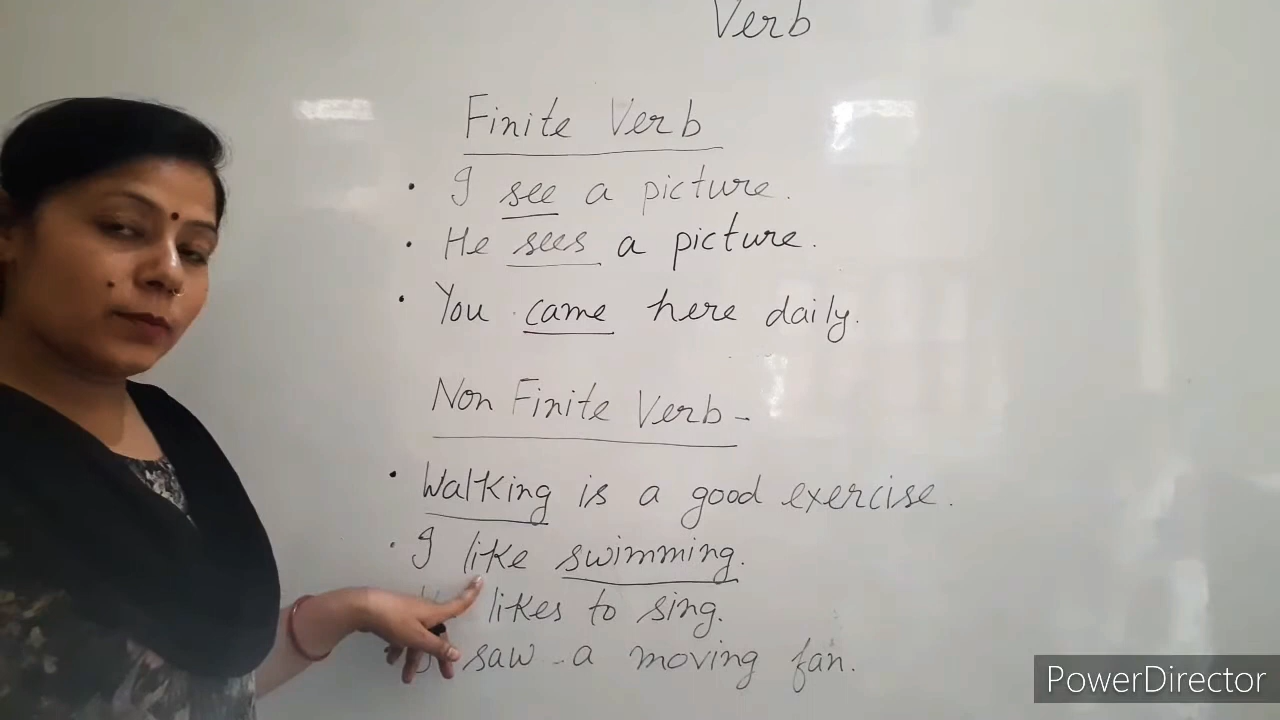 Verb
Finite Verb
• I see a picture.
• He sees a picture.
• You came here daily.
Non Finite Verb -
• Walking is a good exercise.
• I like swimming.
likes to sing.
saw a moving fan.
PowerDirector